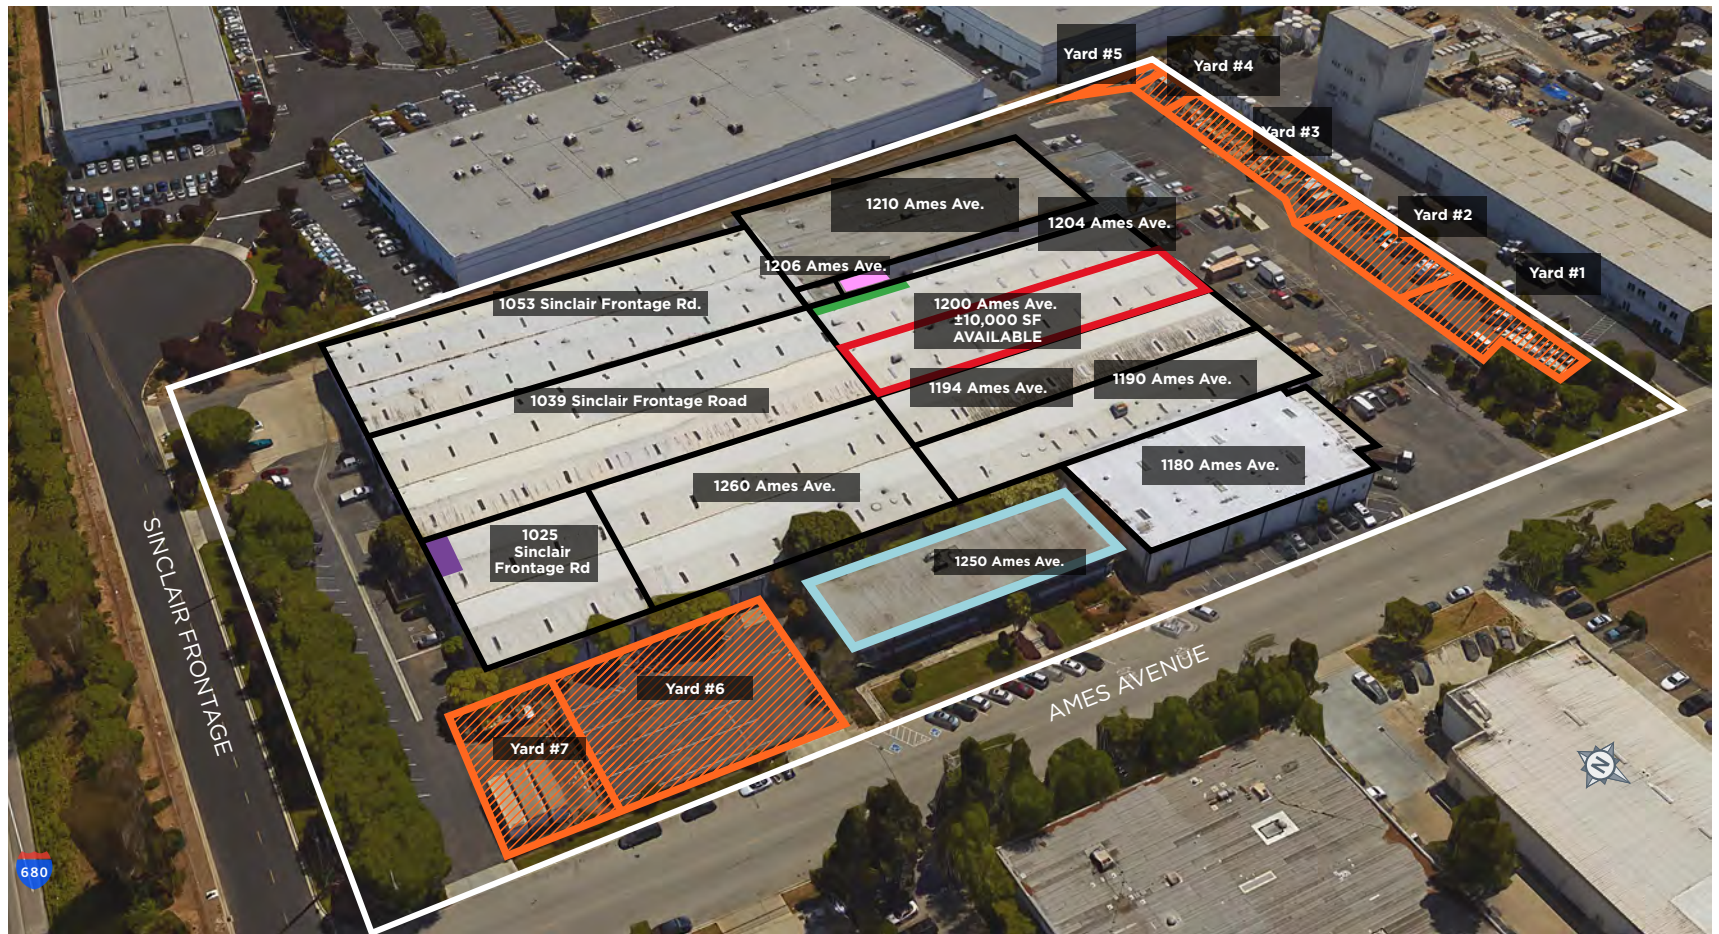 Yard #5
Yard #4
Yard #3
Yard #2
Yard #1
1210 Ames Ave.
1204 Ames Ave.
1206 Ames Ave.
1053 Sinclair Frontage Rd.
1200 Ames Ave.
±10,000 SF
AVAILABLE
1194 Ames Ave.
1190 Ames Ave.
1039 Sinclair Frontage Road
1180 Ames Ave.
1260 Ames Ave.
1025
Sinclair
Frontage Rd
1250 Ames Ave.
Yard #6
Yard #7
SINCLAIR FRONTAGE
AMES AVENUE
N
680